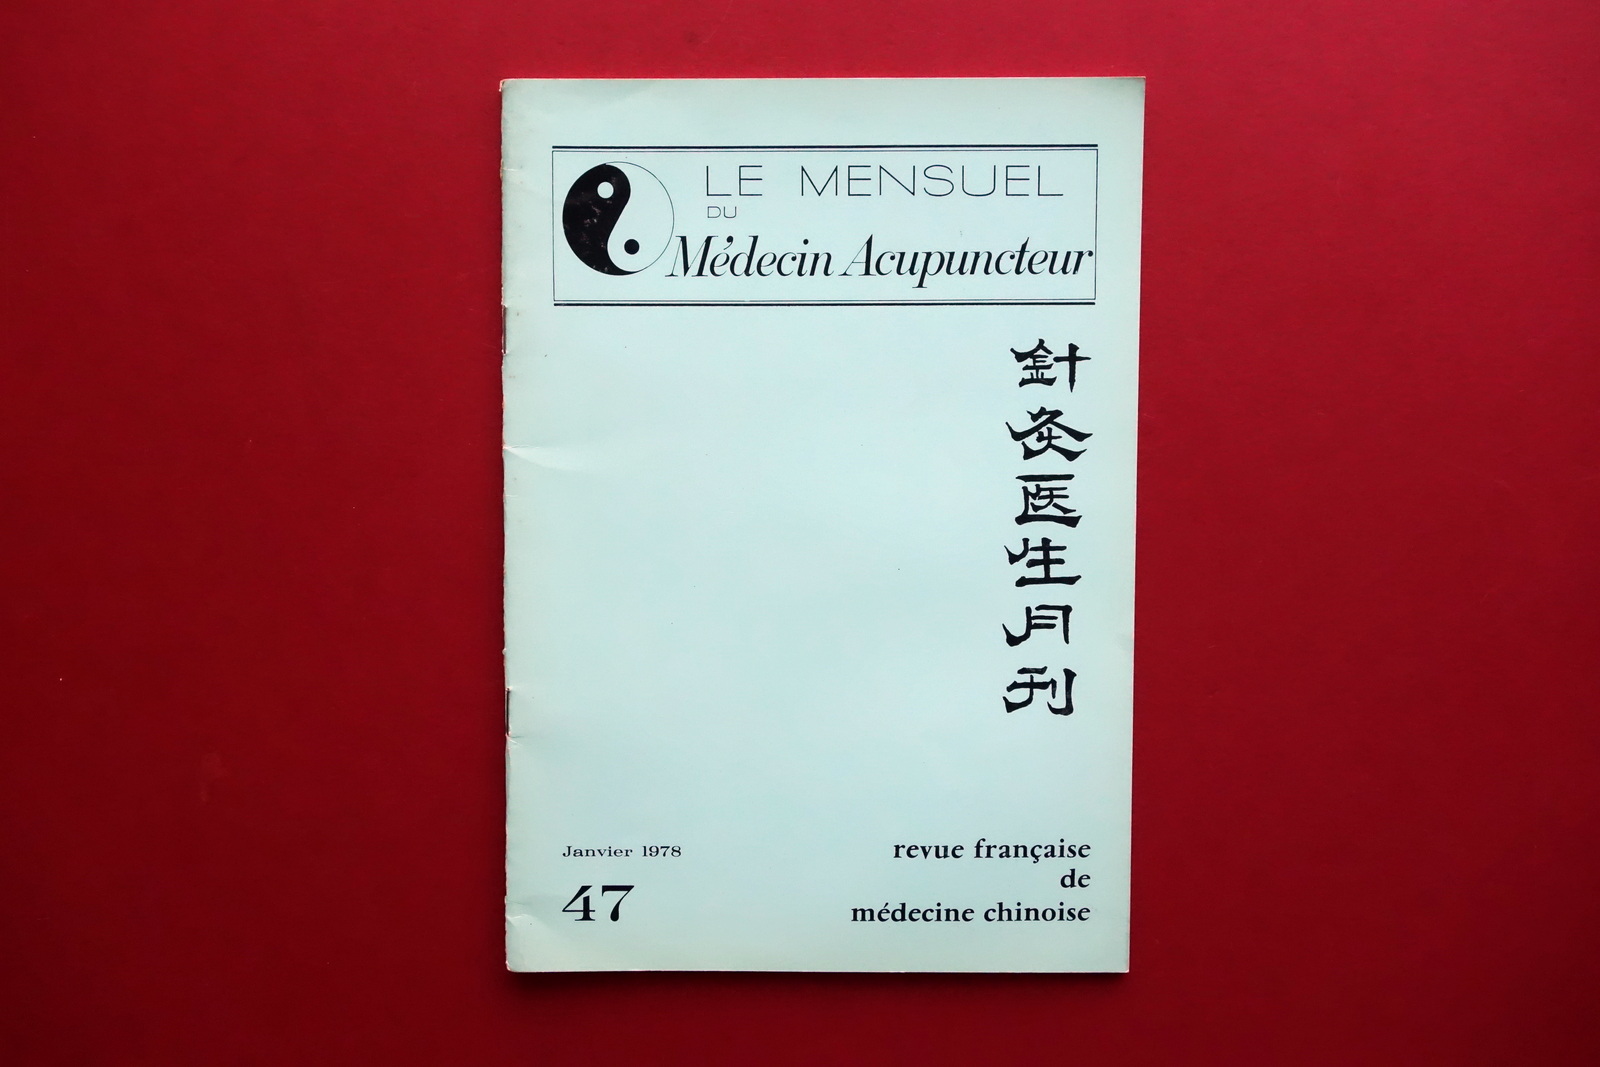 LE MENSUEL
DU
Médecin Acupuncteur
針灸医生月刊
Janvier 1978
47
revue française
de
médecine chinoise